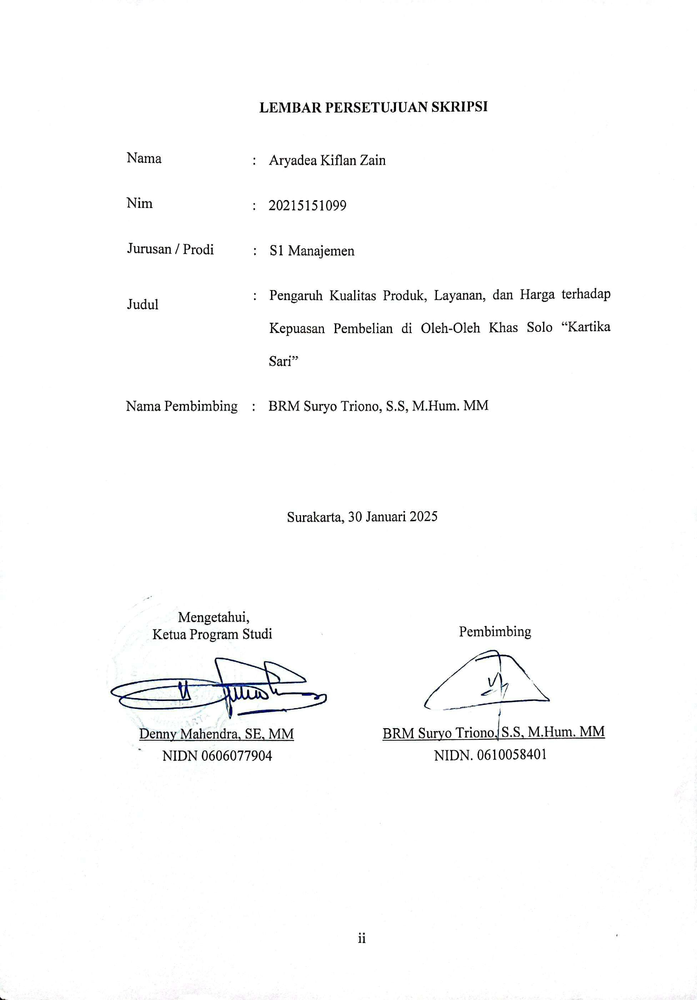 LEMBAR PERSETUJUAN SKRIPSI
Nama : Aryadea Kiflan Zain
Nim : 20215151099
Jurusan / Prodi : S1 Manajemen
Judul : Pengaruh Kualitas Produk, Layanan, dan Harga terhadap
Kepuasan Pembelian di Oleh-Oleh Khas Solo “Kartika
Sari”
Nama Pembimbing : BRM Suryo Triono, S.S, M.Hum. MM
Surakarta, 30 Januari 2025
Mengetahui,
Ketua Program Studi
Denny Mahendra, SE, MM
NIDN 0606077904
Pembimbing
BRM Suryo Triono, S.S, M.Hum. MM
NIDN. 0610058401
ii